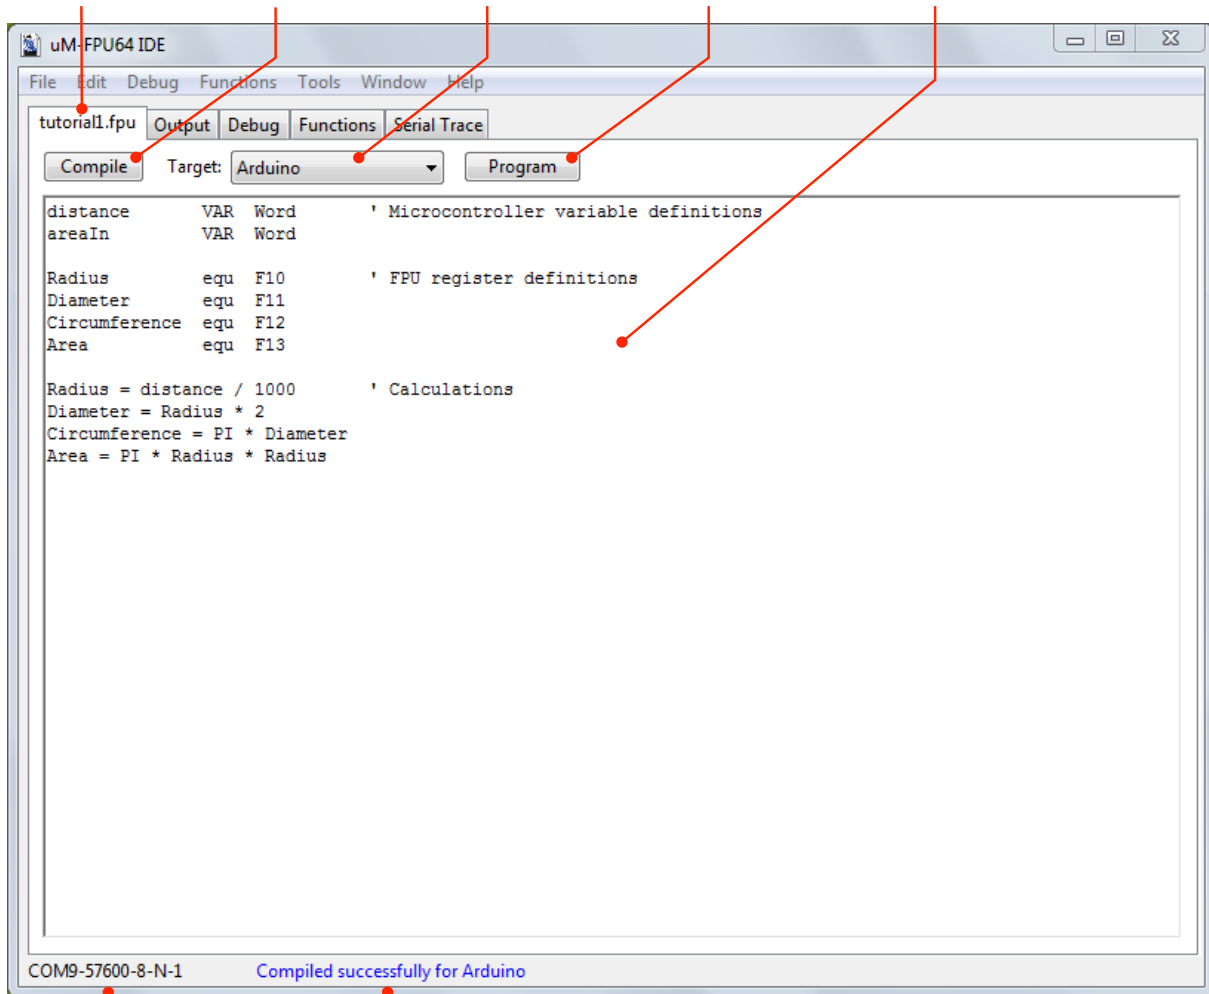 uM-FPU64 IDE
File Edit Debug Functions Tools Window Help
tutorial1.fpu Output Debug Functions Serial Trace
Compile Target: Arduino Program
distance VAR Word ' Microcontroller variable definitions
areaIn VAR Word
Radius equ F10 ' FPU register definitions
Diameter equ F11
Circumference equ F12
Area equ F13
Radius = distance / 1000 ' Calculations
Diameter = Radius * 2
Circumference = PI * Diameter
Area = PI * Radius * Radius
COM9-57600-8-N-1 Compiled successfully for Arduino